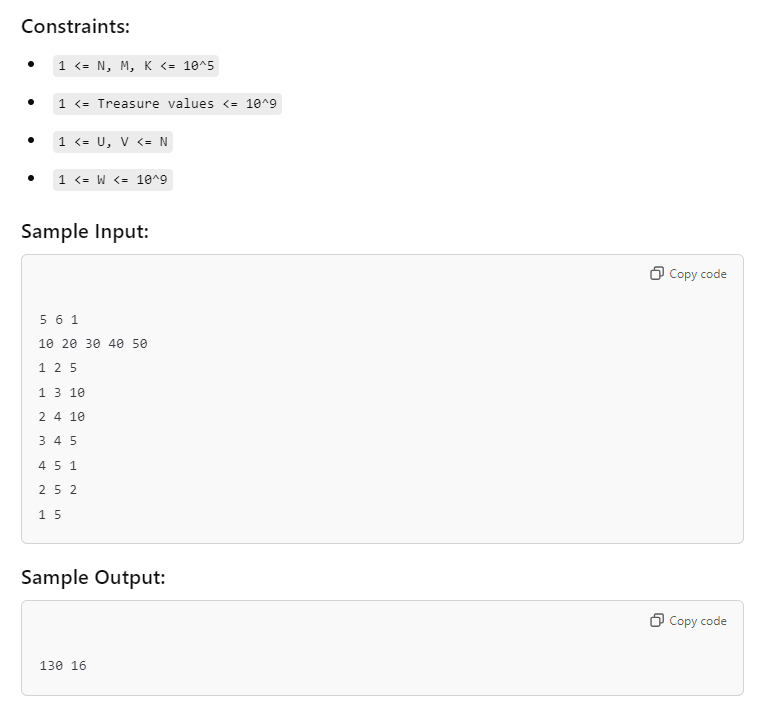 Constraints:
1 <= N, M, K <= 10^5
1 <= Treasure values <= 10^9
1 <= U, V <= N
1 <= W <= 10^9
Sample Input:
Copy code
5 6 1
10 20 30 40 50
1 2 5
1 3 10
2 4 10
3 4 5
4 5 1
2 5 2
1 5
Sample Output:
Copy code
130 16